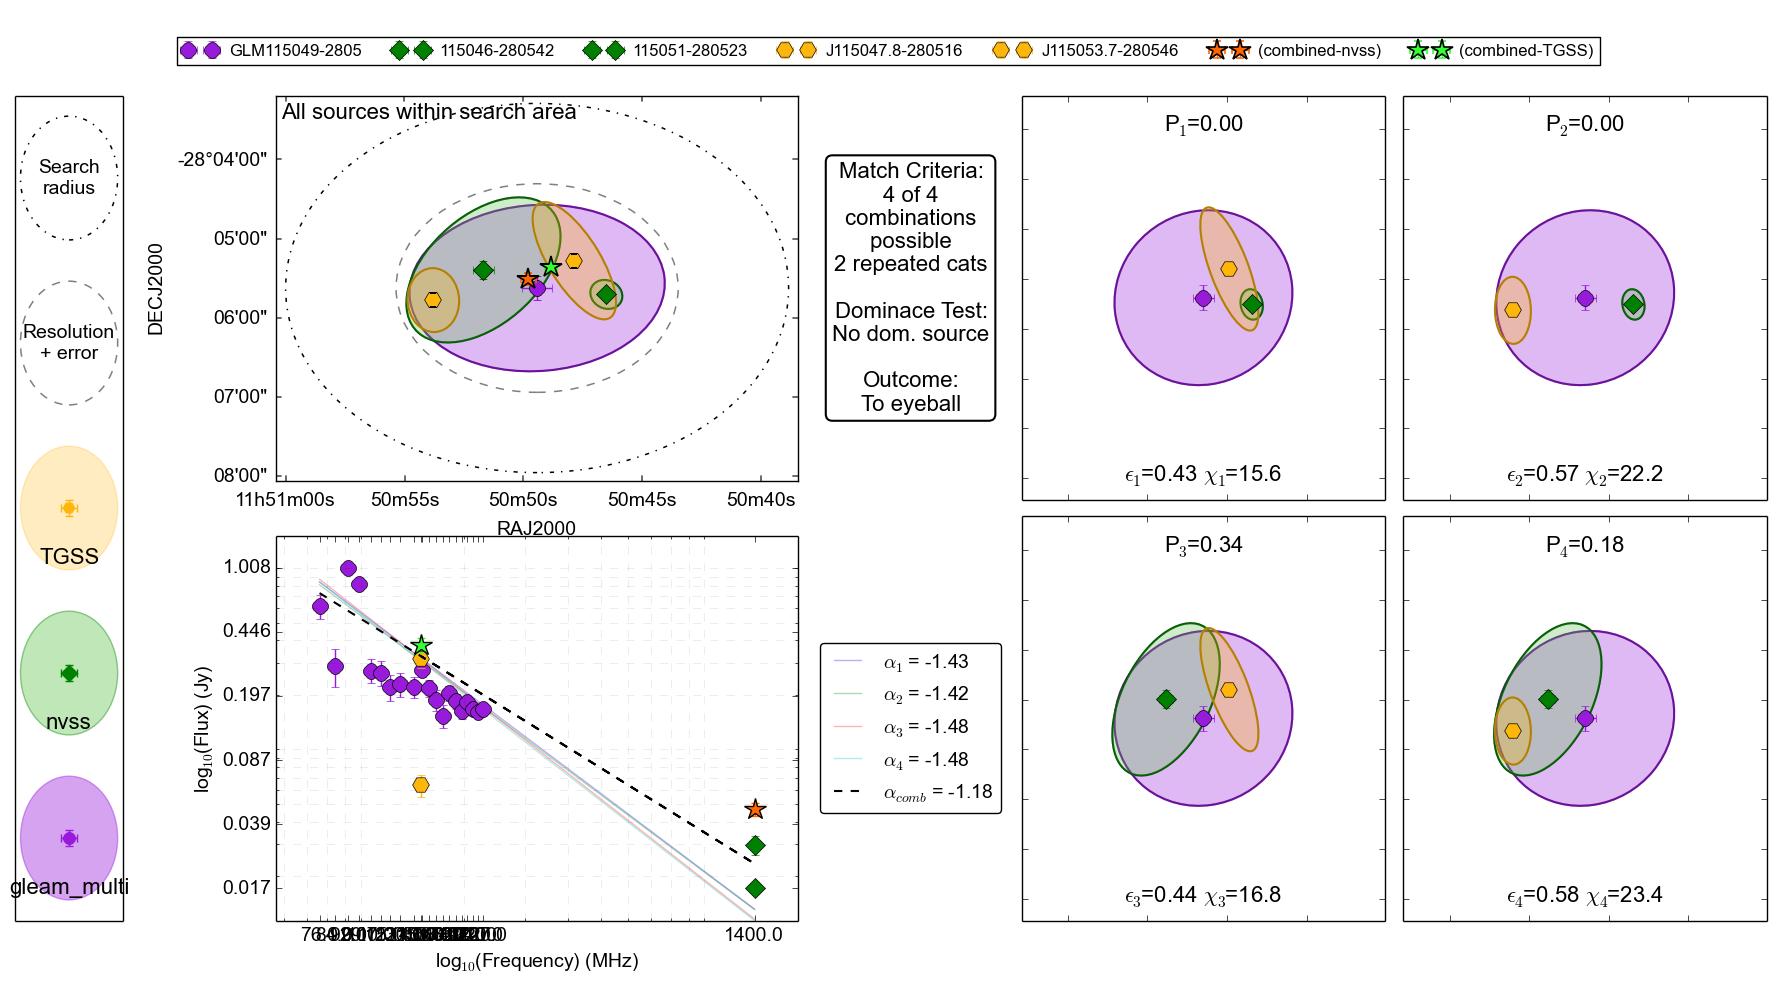 GLM115049-2805 115046-280542 115051-280523 J115047.8-280516 J115053.7-280546 (combined-nvss) (combined-TGSS)
Search
radius
Resolution
+ error
TGSS
nvss
gleam_multi
All sources within search area
DECJ2000
-28°04'00"
05'00"
06'00"
07'00"
08'00"
11h51m00s 50m55s 50m50s 50m45s 50m40s
RAJ2000
Match Criteria:
4 of 4
combinations
possible
2 repeated cats
Dominace Test:
No dom. source
Outcome:
To eyeball
P1=0.00
ϵ1=0.43 χ1=15.6
P2=0.00
ϵ2=0.57 χ2=22.2
log10(Flux) (Jy)
1.008
0.446
0.197
0.087
0.039
0.017
1400.0
log10(Frequency) (MHz)
α1 = -1.43
α2 = -1.42
α3 = -1.48
α4 = -1.48
αcomb = -1.18
P3=0.34
ϵ3=0.44 χ3=16.8
P4=0.18
ϵ4=0.58 χ4=23.4